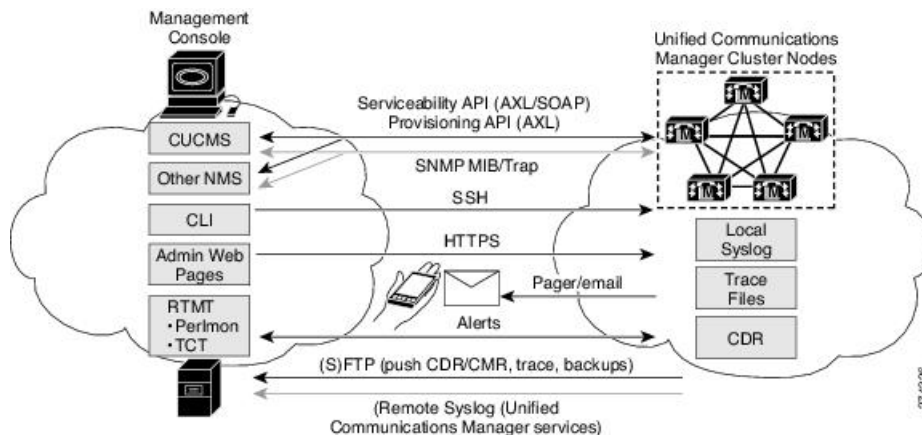 Management
Console
Unified Communications
Manager Cluster Nodes
Serviceability API (AXL/SOAP)
Provisioning API (AXL)
CUCMS
SNMP MIB/Trap
Other NMS
SSH
CLI
HTTPS
Local
Syslog
Admin Web
Pages
Pager/email
Trace
Files
RTMT
• Perlmon
• TCT
Alerts
CDR
(S)FTP (push CDR/CMR, trace, backups)
(Remote Syslog (Unified
Communications Manager services)
M
M
M
M
M